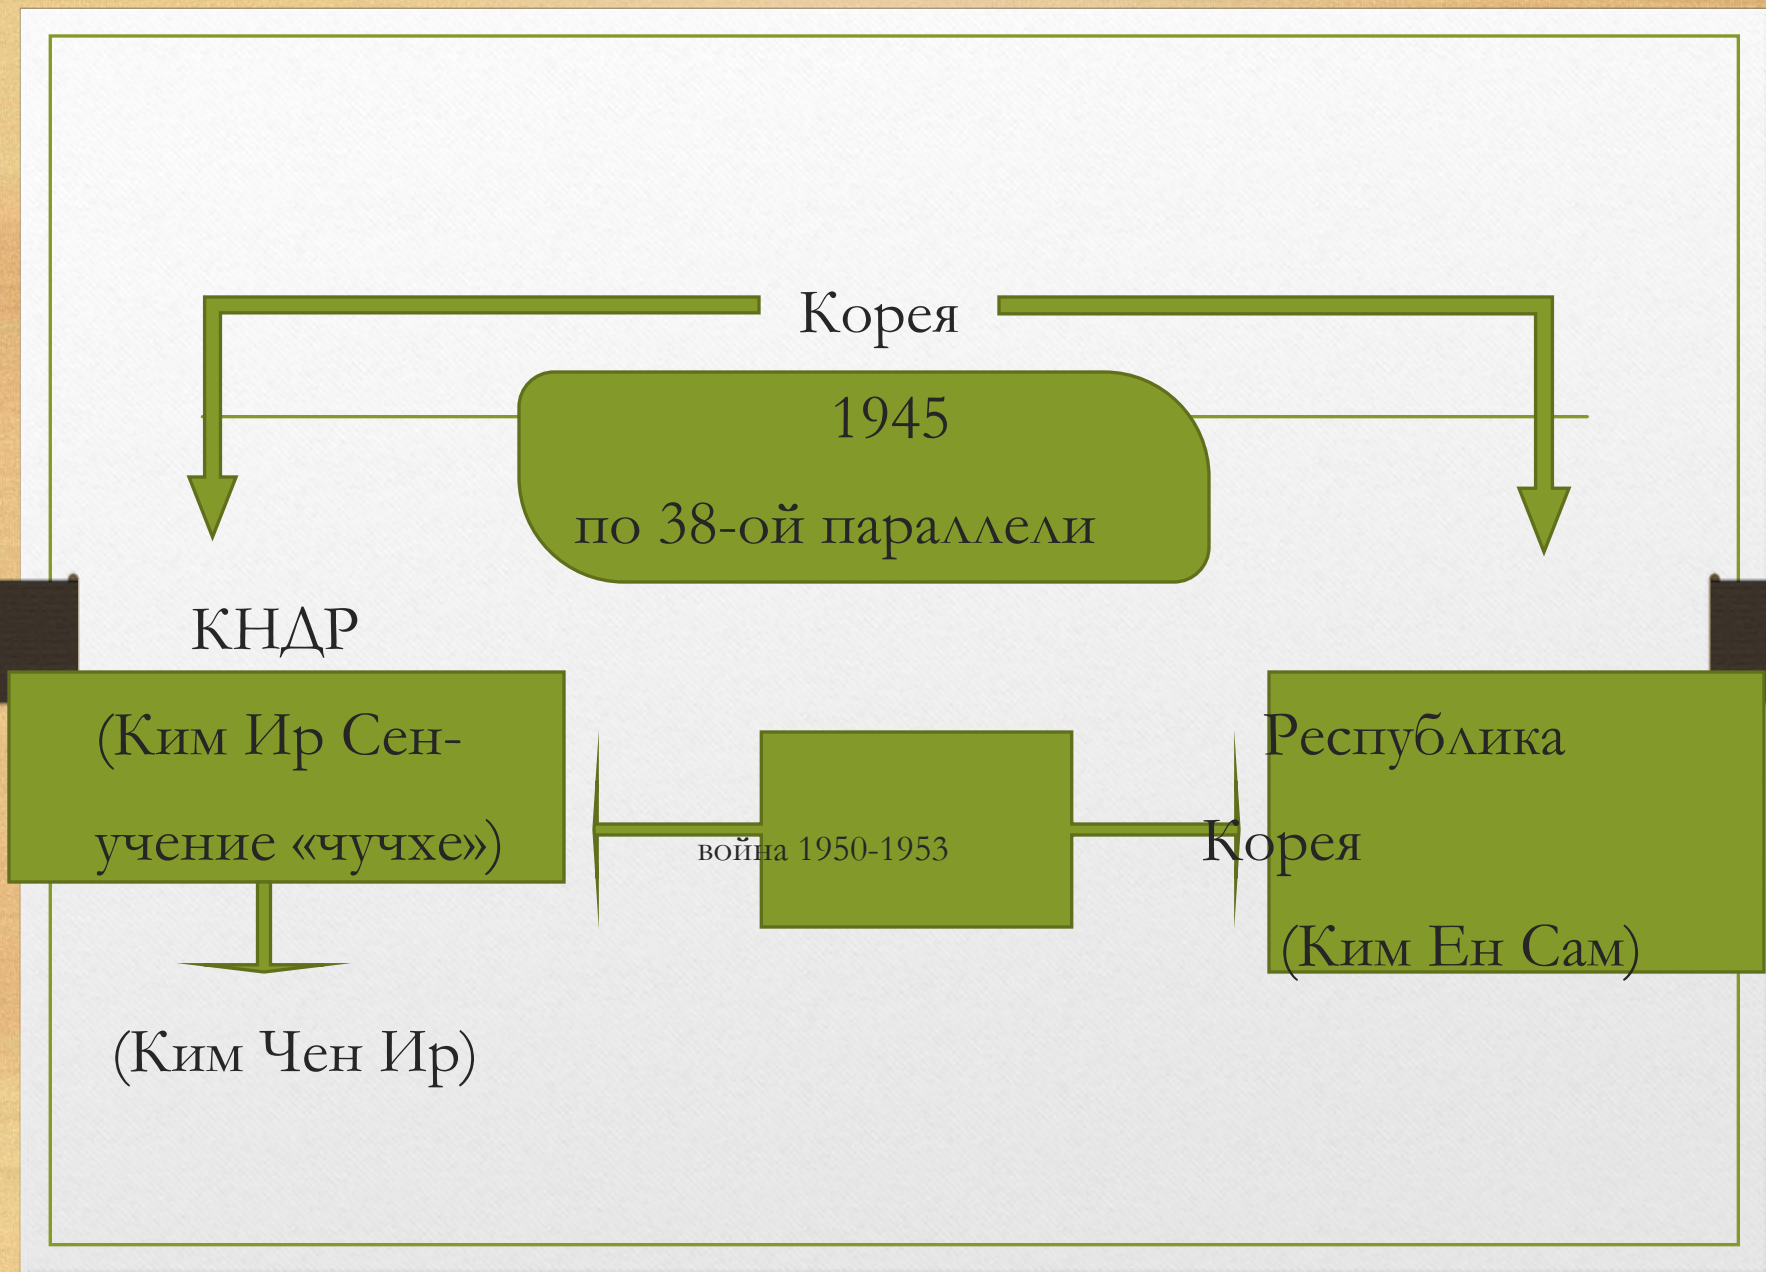 Корея
1945
по 38-ой параллели
КНДР
(Ким Ир Сен-
учение «чучхе»)
война 1950-1953
Республика
Корея
(Ким Ен Сам)
(Ким Чен Ир)